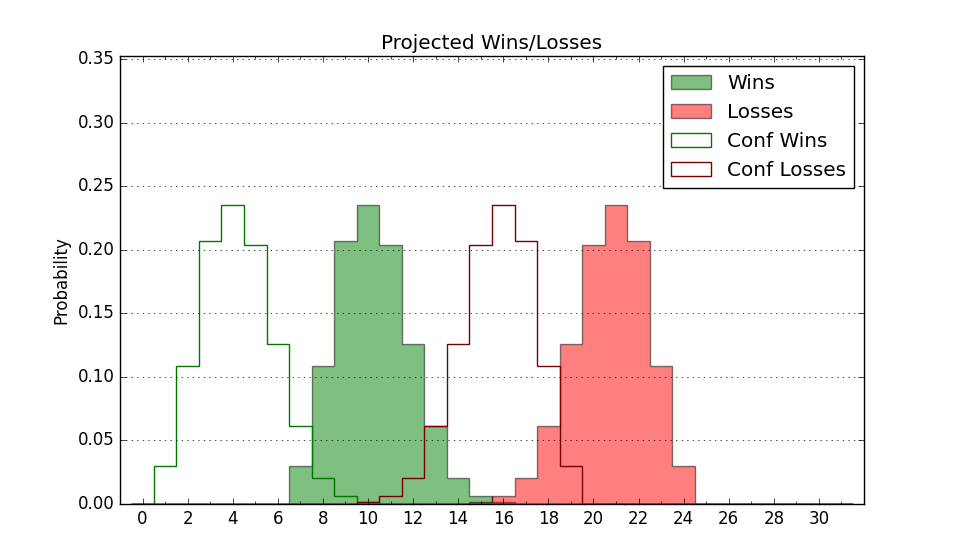 Projected Wins/Losses
0.35
0.30
0.25
0.20
0.15
0.10
0.05
0.00
Probability
Wins
Losses
Conf Wins
Conf Losses
0 2 4 6 8 10 12 14 16 18 20 22 24 26 28 30